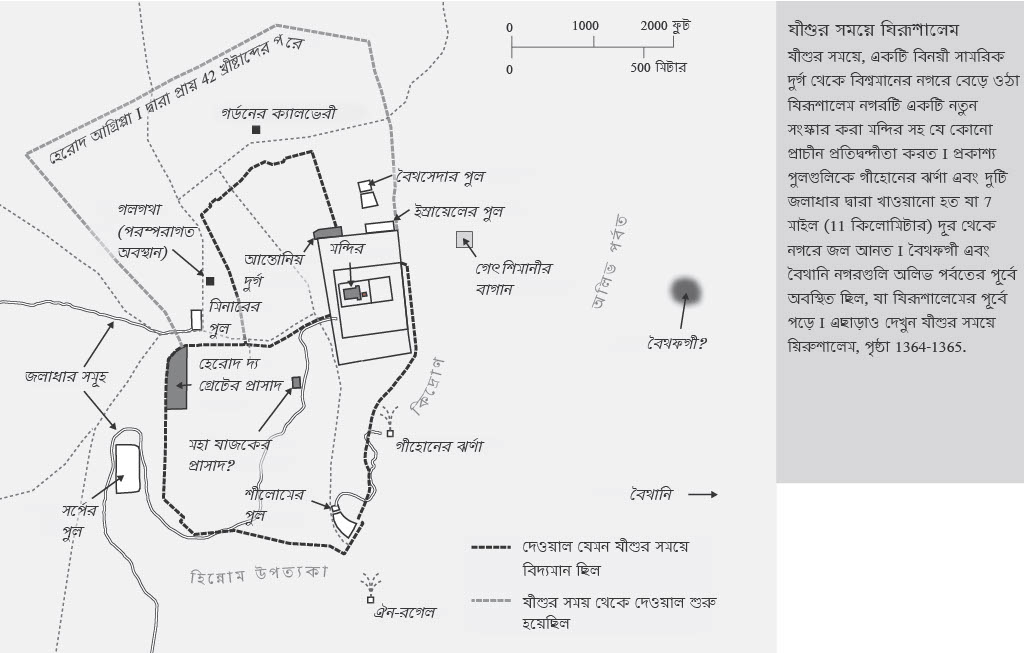 0 1000 2000 ফুট
0 500 মিটার
হেরোদ আগ্রিপ্পা I দ্বারা প্রায় 42 খ্রীষ্টাব্দের পরে
গর্ডনের ক্যালভেরী
বৈথসেদার পুল
ইস্রায়েলের পুল
গলগথা
(পরম্পরাগত
অবস্থান)
আন্তোনিয়
দুর্গ
মন্দির
গেৎশিমানীর
বাগান
অলিভ পর্বত
মিনারের
পুল
বৈথফগী?
হেরোদ দ্য
গ্রেটের প্রাসাদ
জলাধার সমূহ
কিদ্রোণ
মহা যাজকের
প্রাসাদ?
গীহোনের ঝর্ণা
শীলোমের
পুল
বৈথানি
সর্পের
পুল
হিন্নোম উপত্যকা
ঐন-রগেল
দেওয়াল যেমন যীশুর সময়ে
বিদ্যমান ছিল
যীশুর সময় থেকে দেওয়াল শুরু
হয়েছিল
যীশুর সময়ে যিরূশালেম
যীশুর সময়ে, একটি বিনয়ী সামরিক
দুর্গ থেকে বিশ্বমানের নগরে বেড়ে ওঠা
যিরূশালেম নগরটি একটি নতুন
সংস্কার করা মন্দির সহ যে কোনো
প্রাচীন প্রতিদ্বন্দীতা করত I প্রকাশ্য
পুলগুলিকে গীহোনের ঝর্ণা এবং দুটি
জলাধার দ্বারা খাওয়ানো হত যা 7
মাইল (11 কিলোমিটার) দূর থেকে
নগরে জল আনত I বৈথফগী এবং
বৈথানি নগরগুলি অলিভ পর্বতের পূর্বে
অবস্থিত ছিল, যা যিরূশালেমের পূর্বে
পড়ে I এছাড়াও দেখুন যীশুর সময়ে
য়িরুশালেম, পৃষ্ঠা 1364-1365.